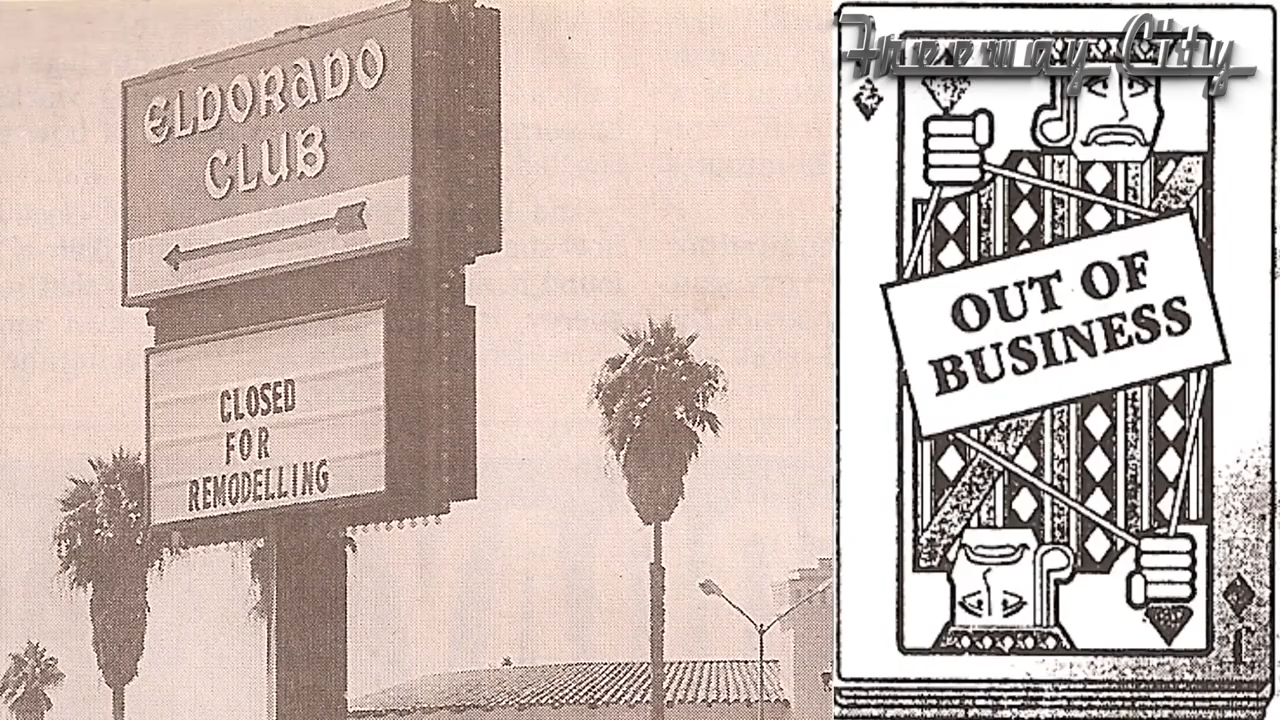 ELDORADO
CLUB
CLOSED
FOR
REMODELLING
Freeway City
OUT OF
BUSINESS
J